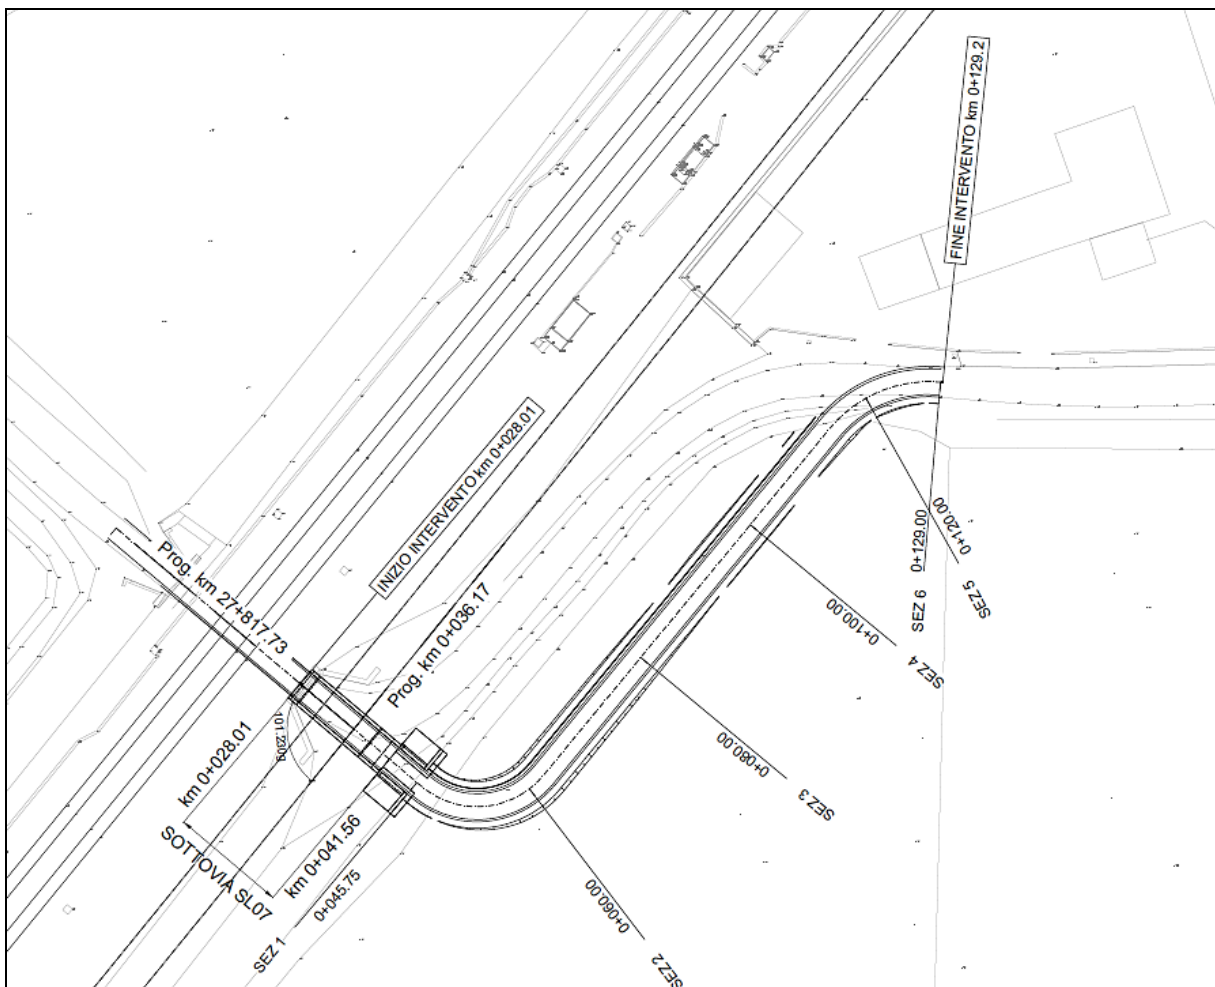 FINE INTERVENTO km 0+129.2
INIZIO INTERVENTO km 0+028.01
Prog. km 27+817.73
Prog. km 0+036.17
101.230g
km 0+028.01
SOTTOVIA SL07
km 0+041.56
SEZ 1
0+045.75
0+060.00
SEZ 2
0+080.00
SEZ 3
0+100.00
SEZ 4
0+120.00
SEZ 5
SEZ 6 0+129.00